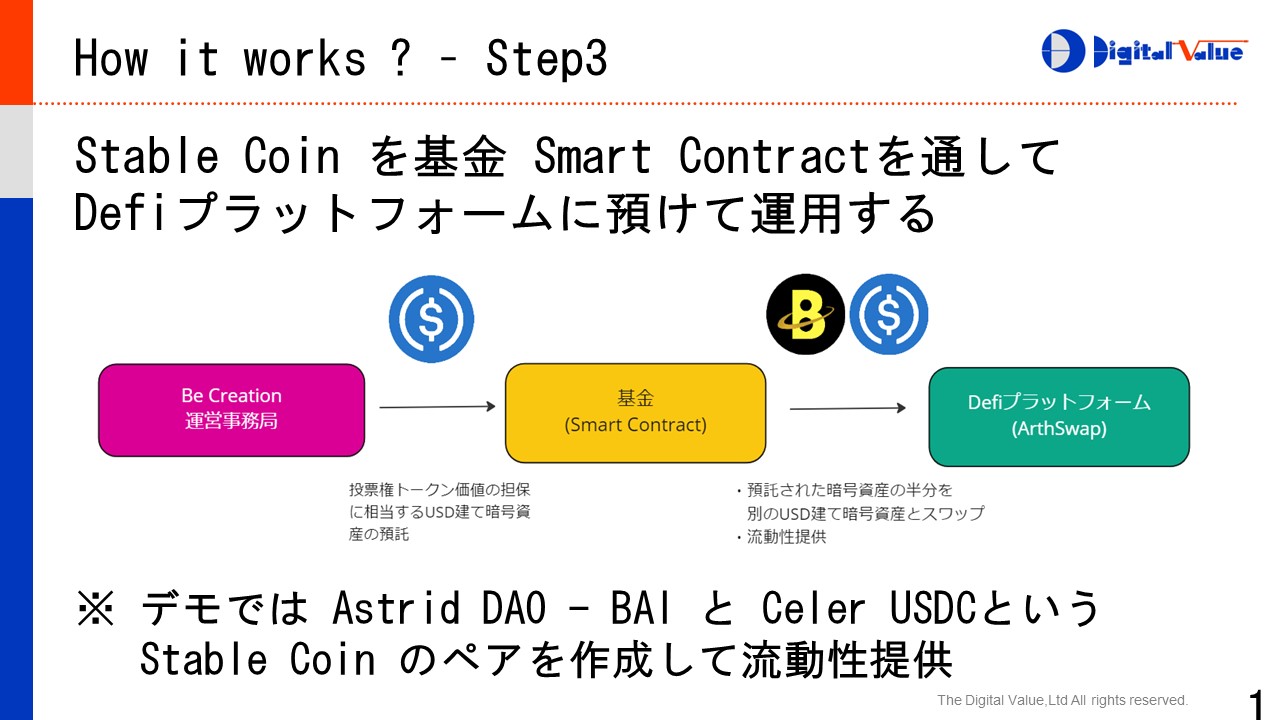 How it works ? – Step3
Digital Value
Stable Coin を基金 Smart Contractを通して
Defiプラットフォームに預けて運用する
B
$
$
Be Creation
運営事務局
基金
(Smart Contract)
Defiプラットフォーム
(ArthSwap)
投票権トークン価値の担保
に相当するUSD建て暗号資
産の預託
・預託された暗号資産の半分を
別のUSD建て暗号資産とスワップ
・流動性提供
※ デモでは Astrid DAO – BAI と Celer USDCという
Stable Coin のペアを作成して流動性提供
The Digital Value,Ltd All rights reserved.
1